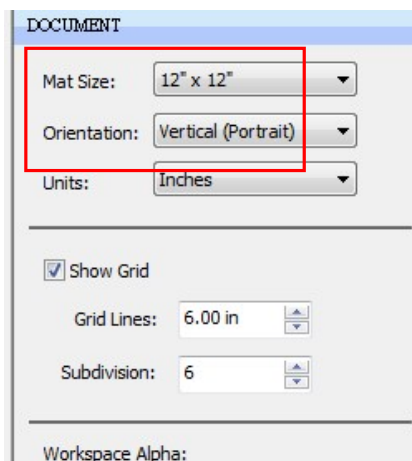 DOCUMENT
Mat Size: 12" x 12"
Orientation: Vertical (Portrait)
Units: Inches
Show Grid
Grid Lines: 6.00 in
Subdivision: 6
Workspace Alpha: